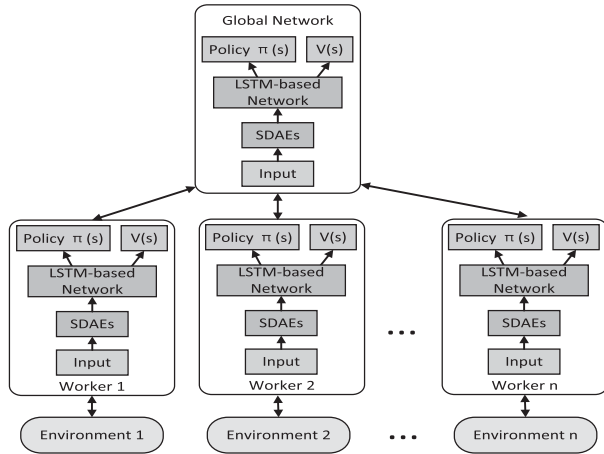 Global Network
Policy π (s)
V(s)
LSTM-based
Network
SDAEs
Input
Policy π (s)
V(s)
LSTM-based
Network
SDAEs
Input
Worker 1
Policy π (s)
V(s)
LSTM-based
Network
SDAEs
Input
Worker 2
...
Policy π (s)
V(s)
LSTM-based
Network
SDAEs
Input
Worker n
Environment 1
Environment 2
...
Environment n